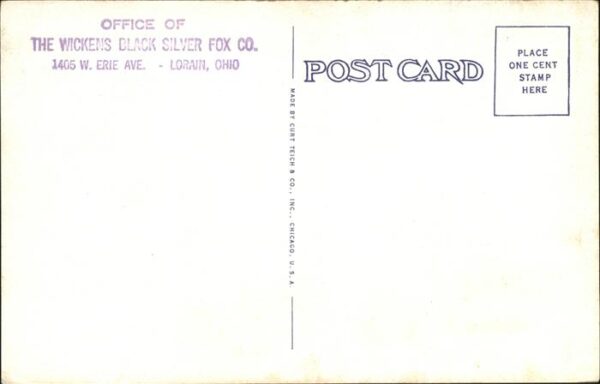 OFFICE OF
THE WICKENS BLACK SILVER FOX CO.
1405 W. ERIE AVE. - LORAIN, OHIO
POST CARD
PLACE
ONE CENT
STAMP
HERE
MADE BY CURT TEICH & CO., INC., CHICAGO, U.S.A.